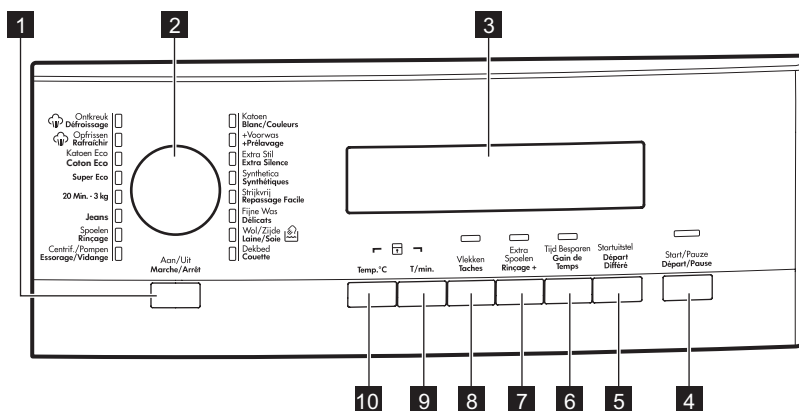 1
2
3
Ontkreuk
Défroissage
Opfrissen
Rafraîchir
Katoen Eco
Coton Eco
Super Eco
20 Min. - 3 kg
Jeans
Spoelen
Rinçage
Centrif./Pompen
Essorage/Vidange
Katoen
Blanc/Couleurs
+Voorwas
+Prélavage
Extra Stil
Extra Silence
Synthetica
Synthétiques
Strijkvrij
Repassage Facile
Fijne Was
Délicats
Wol/Zijde
Laine/Soie
Dekbed
Couette
Aan/Uit
Marche/Arrêt
Temp.°C
T/min.
Vlekken
Taches
Extra
Spoelen
Rinçage +
Tijd Besparen
Gain de
Temps
Startuitstel
Départ
Différé
Start/Pauze
Départ/Pause
10
9
8
7
6
5
4